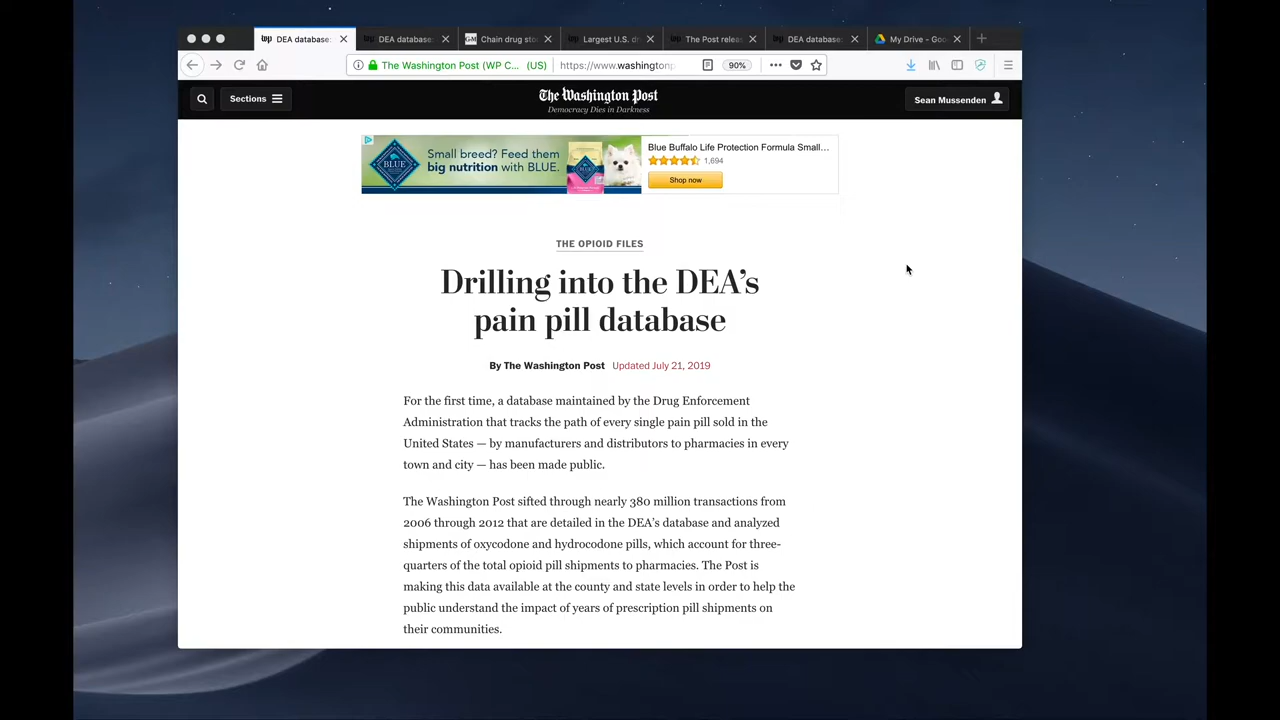 DEA database:
DEA database:
G·M
Chain drug sto
Largest U.S. dr
The Post relea
DEA database:
My Drive – Goo
The Washington Post (WP C... (US)
https://www.washingtonp
90%
Sections
The Washington Post
Democracy Dies in Darkness
Sean Mussenden
BLUE
Small breed? Feed them
big nutrition with BLUE.
Blue Buffalo Life Protection Formula Small...
1,694
Shop now
THE OPIOID FILES
Drilling into the DEA’s
pain pill database
By The Washington Post Updated July 21, 2019
For the first time, a database maintained by the Drug Enforcement
Administration that tracks the path of every single pain pill sold in the
United States — by manufacturers and distributors to pharmacies in every
town and city — has been made public.
The Washington Post sifted through nearly 380 million transactions from
2006 through 2012 that are detailed in the DEA’s database and analyzed
shipments of oxycodone and hydrocodone pills, which account for three-
quarters of the total opioid pill shipments to pharmacies. The Post is
making this data available at the county and state levels in order to help the
public understand the impact of years of prescription pill shipments on
their communities.